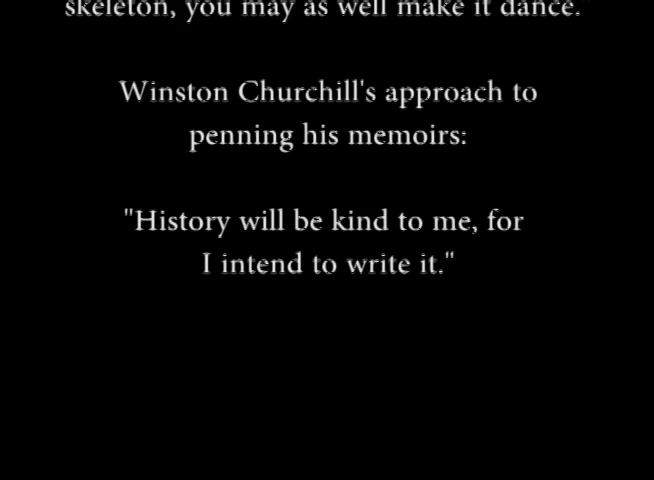 skeleton, you may as well make it dance."
Winston Churchill's approach to
penning his memoirs:
"History will be kind to me, for
I intend to write it."